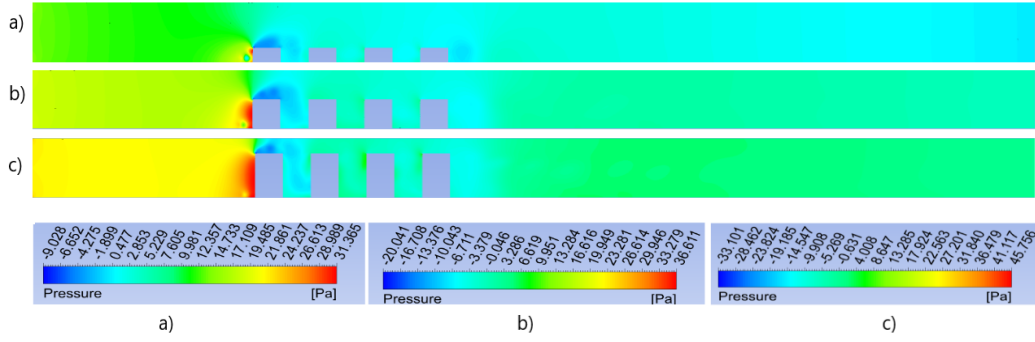 a)
b)
c)
-9.028 -6.652 -4.275 -1.899 0.477 2.853 5.229 7.605 9.981 12.357 14.733 17.109 19.485 21.861 24.237 26.613 28.989 31.365
Pressure [Pa]
-20.041 -16.708 -13.376 -10.043 -6.711 -3.379 -0.046 3.286 6.619 9.951 13.284 16.616 19.949 23.281 26.614 29.946 33.279 36.611
Pressure [Pa]
-33.101 -28.462 -23.824 -19.185 -14.547 -9.908 -5.269 -0.631 4.008 8.647 13.285 17.924 22.563 27.201 31.840 36.479 41.117 45.756
Pressure [Pa]
a)
b)
c)